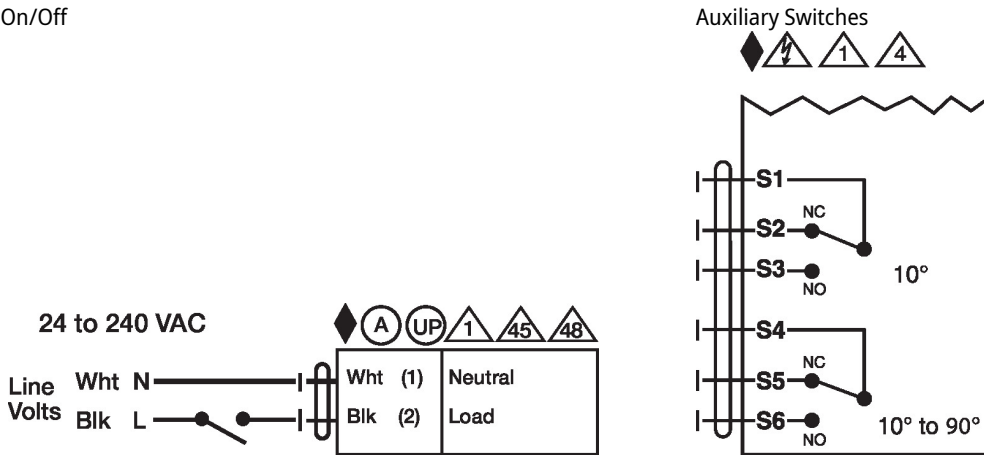 On/Off
24 to 240 VAC
Line
Volts
Wht N
Blk L
A UP 1 45 48
Wht (1) Neutral
Blk (2) Load
Auxiliary Switches
1 4
S1
S2 NC
S3 NO
10°
S4
S5 NC
S6 NO
10° to 90°